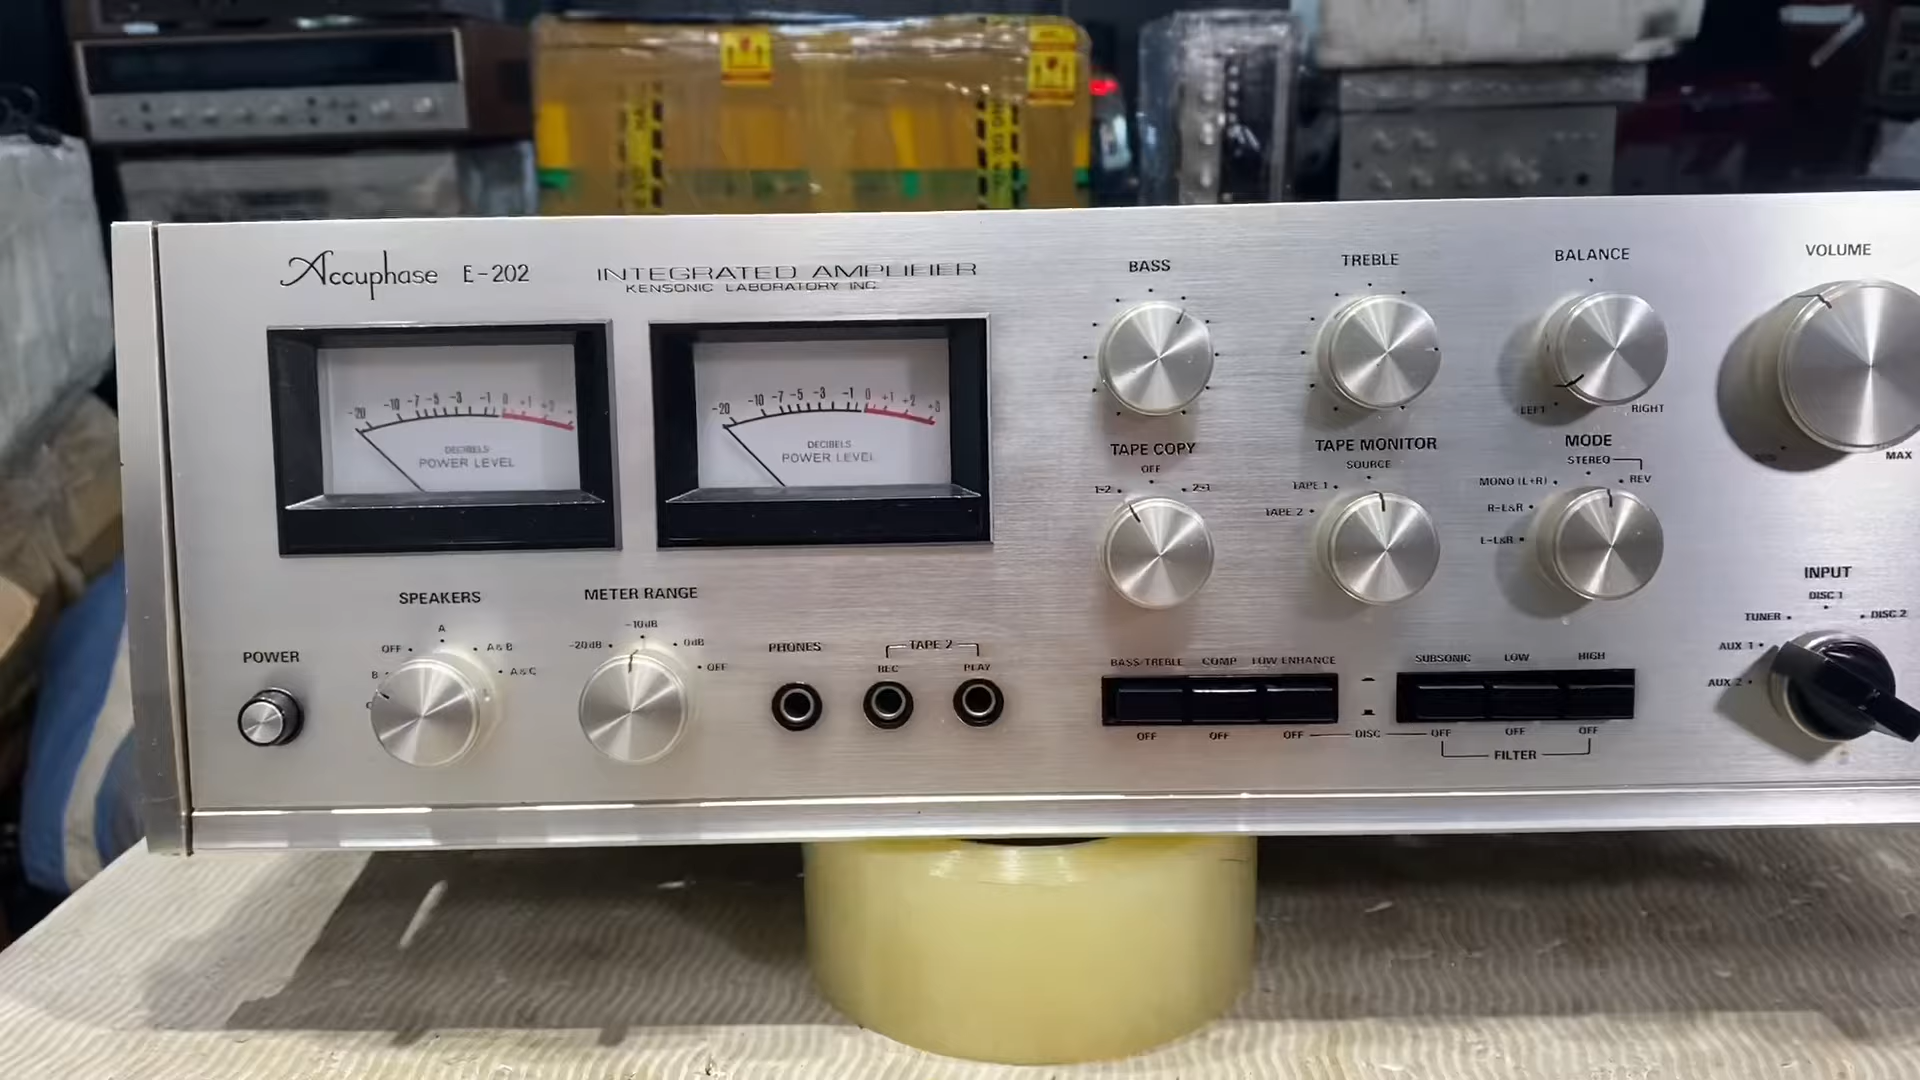 Accuphase E-202
INTEGRATED AMPLIFIER
KENSONIC LABORATORY INC.
-20 -10 -7 -5 -3 -1 0 +1 +2
DECIBELS
POWER LEVEL
-20 -10 -7 -5 -3 -1 0 +1 +2 +3
DECIBELS
POWER LEVEL
BASS
TREBLE
BALANCE
LEFT RIGHT
VOLUME
MAX
TAPE COPY
OFF
1-2 2-1
TAPE MONITOR
SOURCE
TAPE 1
TAPE 2
MODE
STEREO
MONO (L+R) REV
R-L&R
L-L&R
INPUT
DISC 1
TUNER DISC 2
AUX 1
AUX 2
POWER
SPEAKERS
A
OFF A&B
B A&C
C
METER RANGE
-10dB
-20dB 0dB
OFF
PHONES
TAPE 2
REC PLAY
BASS/TREBLE COMP LOW ENHANCE
OFF OFF OFF DISC
SUBSONIC LOW HIGH
OFF OFF OFF
FILTER